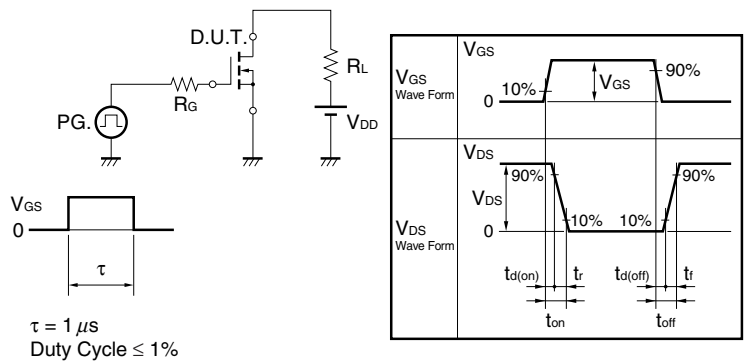 D.U.T.
RL
RG
PG.
VDD
VGS
0
τ
τ = 1 μs
Duty Cycle ≤ 1%
VGS
Wave Form
VGS
10%
VGS
90%
0
VDS
Wave Form
VDS
90%
VDS
10%
10%
90%
0
td(on)
tr
td(off)
tf
ton
toff